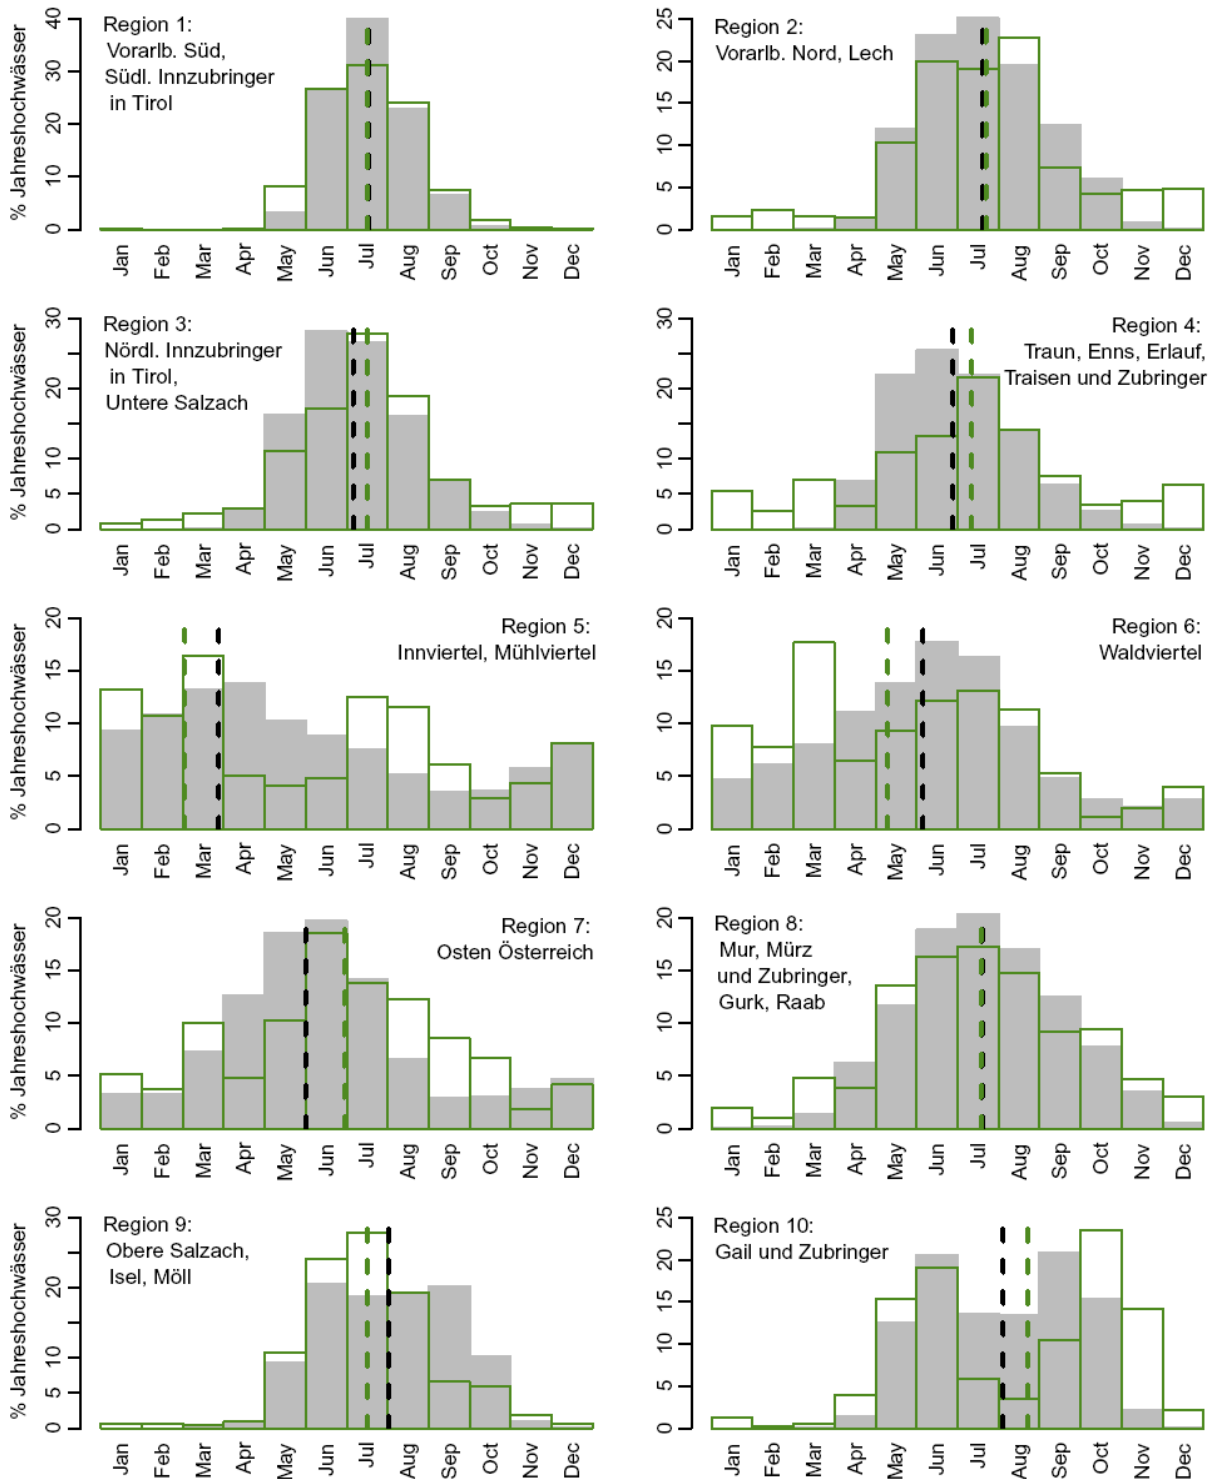 % Jahreshochwässer
40
30
20
10
0
Region 1:
Vorarlb. Süd,
Südl. Innzubringer
in Tirol
Jan Feb Mar Apr May Jun Jul Aug Sep Oct Nov Dec
25
20
15
10
5
0
Region 2:
Vorarlb. Nord, Lech
Jan Feb Mar Apr May Jun Jul Aug Sep Oct Nov Dec
% Jahreshochwässer
30
20
10
5
0
Region 3:
Nördl. Innzubringer
in Tirol,
Untere Salzach
Jan Feb Mar Apr May Jun Jul Aug Sep Oct Nov Dec
30
20
10
5
0
Region 4:
Traun, Enns, Erlauf,
Traisen und Zubringer
Jan Feb Mar Apr May Jun Jul Aug Sep Oct Nov Dec
% Jahreshochwässer
20
15
10
5
0
Region 5:
Innviertel, Mühlviertel
Jan Feb Mar Apr May Jun Jul Aug Sep Oct Nov Dec
20
15
10
5
0
Region 6:
Waldviertel
Jan Feb Mar Apr May Jun Jul Aug Sep Oct Nov Dec
% Jahreshochwässer
20
15
10
5
0
Region 7:
Osten Österreich
Jan Feb Mar Apr May Jun Jul Aug Sep Oct Nov Dec
20
15
10
5
0
Region 8:
Mur, Mürz
und Zubringer,
Gurk, Raab
Jan Feb Mar Apr May Jun Jul Aug Sep Oct Nov Dec
% Jahreshochwässer
30
20
10
5
0
Region 9:
Obere Salzach,
Isel, Möll
Jan Feb Mar Apr May Jun Jul Aug Sep Oct Nov Dec
25
20
15
10
5
0
Region 10:
Gail und Zubringer
Jan Feb Mar Apr May Jun Jul Aug Sep Oct Nov Dec